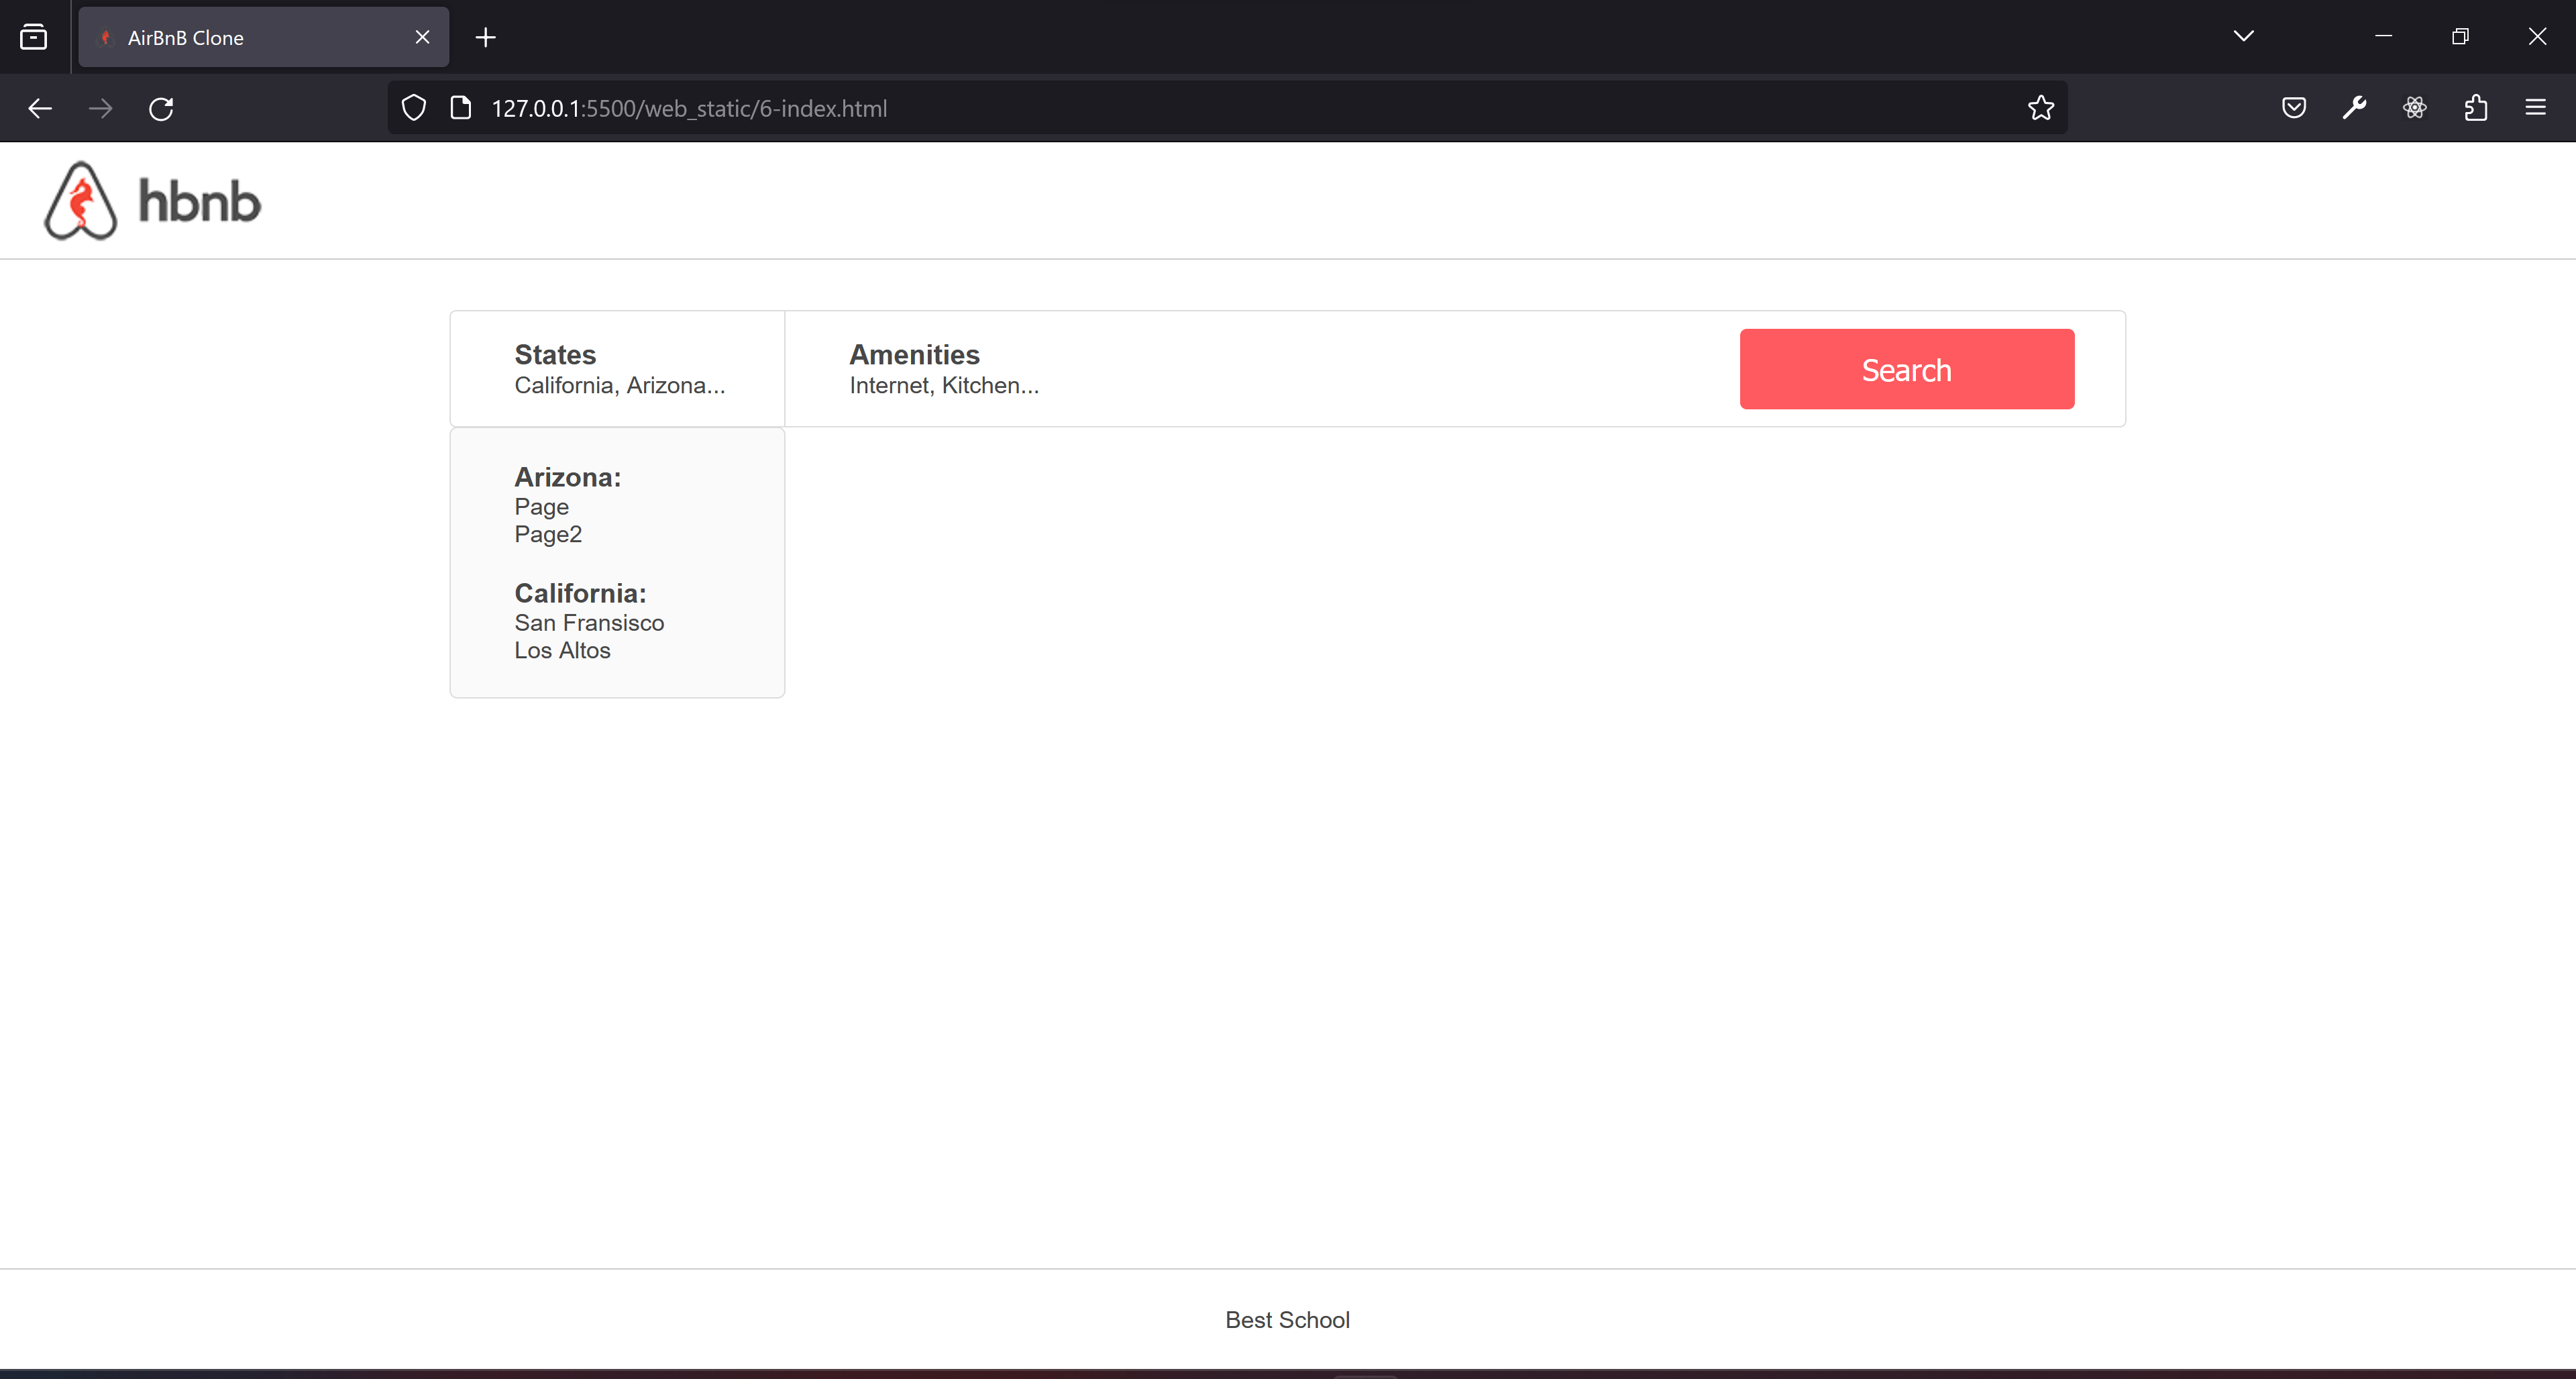 AirBnB Clone
127.0.0.1:5500/web_static/6-index.html
hbnb
States
California, Arizona...
Amenities
Internet, Kitchen...
Search
Arizona:
Page
Page2
California:
San Fransisco
Los Altos
Best School